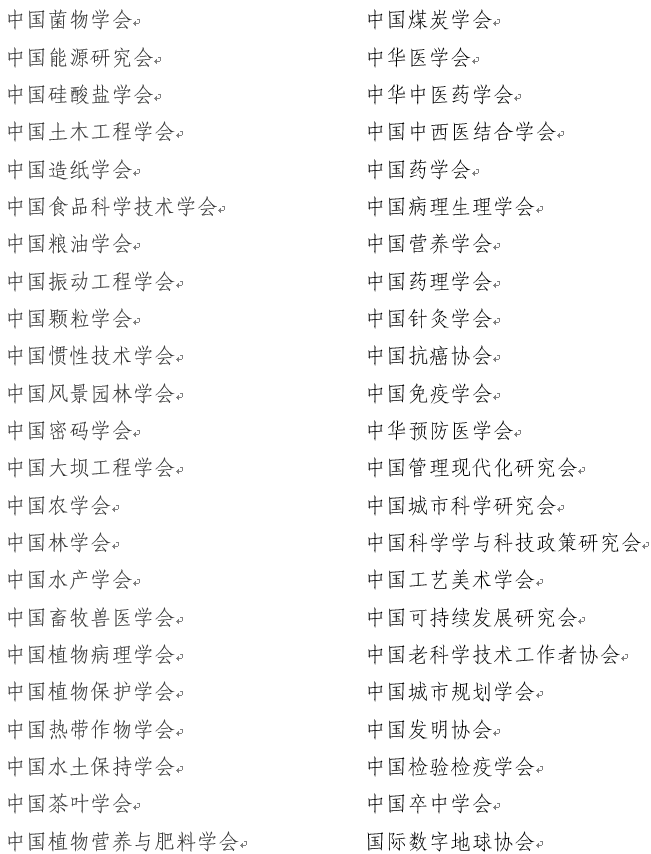 中国菌物学会
中国能源研究会
中国硅酸盐学会
中国土木工程学会
中国造纸学会
中国食品科学技术学会
中国粮油学会
中国振动工程学会
中国颗粒学会
中国惯性技术学会
中国风景园林学会
中国密码学会
中国大坝工程学会
中国农学会
中国林学会
中国水产学会
中国畜牧兽医学会
中国植物病理学会
中国植物保护学会
中国热带作物学会
中国水土保持学会
中国茶叶学会
中国植物营养与肥料学会
中国煤炭学会
中华医学会
中华中医药学会
中国中西医结合学会
中国药学会
中国病理生理学会
中国营养学会
中国药理学会
中国针灸学会
中国抗癌协会
中国免疫学会
中华预防医学会
中国管理现代化研究会
中国城市科学研究会
中国科学学与科技政策研究会
中国工艺美术学会
中国可持续发展研究会
中国老科学技术工作者协会
中国城市规划学会
中国发明协会
中国检验检疫学会
中国卒中学会
国际数字地球协会